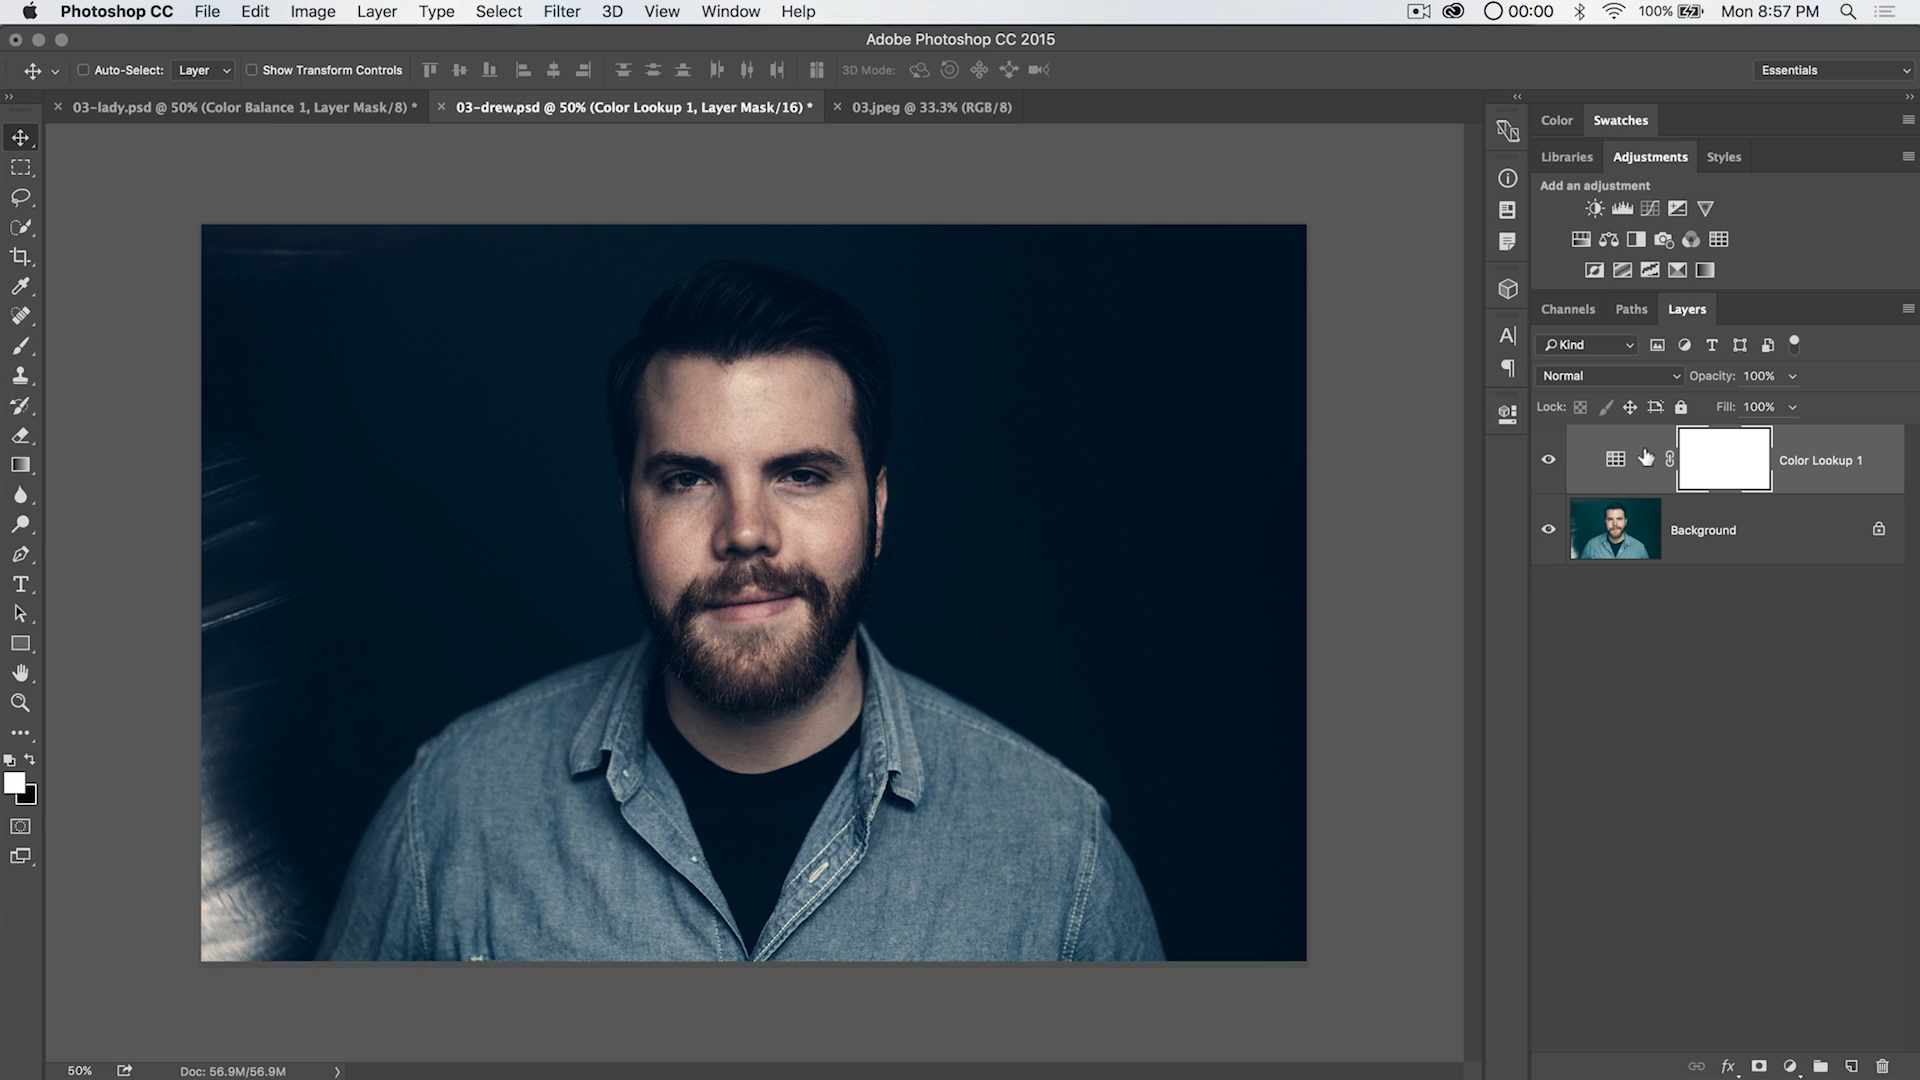 Photoshop CC File Edit Image Layer Type Select Filter 3D View Window Help 00:00 100% Mon 8:57 PM
Adobe Photoshop CC 2015
Auto-Select: Layer Show Transform Controls 3D Mode: Essentials
03-lady.psd @ 50% (Color Balance 1, Layer Mask/8) * 03-drew.psd @ 50% (Color Lookup 1, Layer Mask/16) * 03.jpeg @ 33.3% (RGB/8)
Color Swatches
Libraries Adjustments Styles
Add an adjustment
Channels Paths Layers
Kind
Normal Opacity: 100%
Lock: Fill: 100%
Color Lookup 1
Background
50% Doc: 56.9M/56.9M